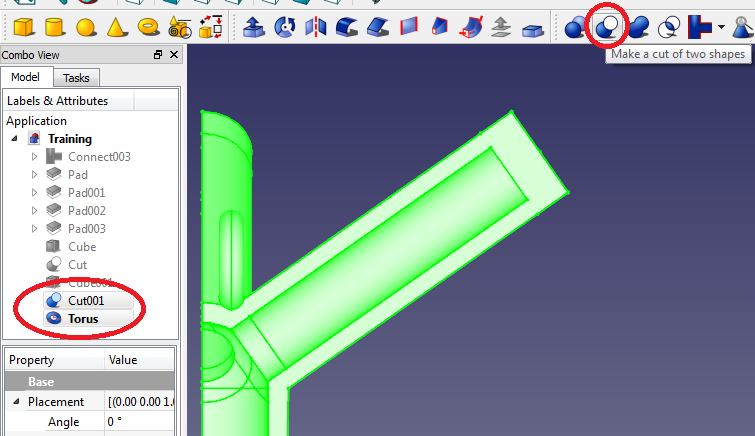 Make a cut of two shapes
Combo View
Model Tasks
Labels & Attributes
Application
Training
Connect003
Pad
Pad001
Pad002
Pad003
Cube
Cut
Cube001
Cut001
Torus
Property Value
Base
Placement [(0.00 0.00 1.0
Angle 0 °